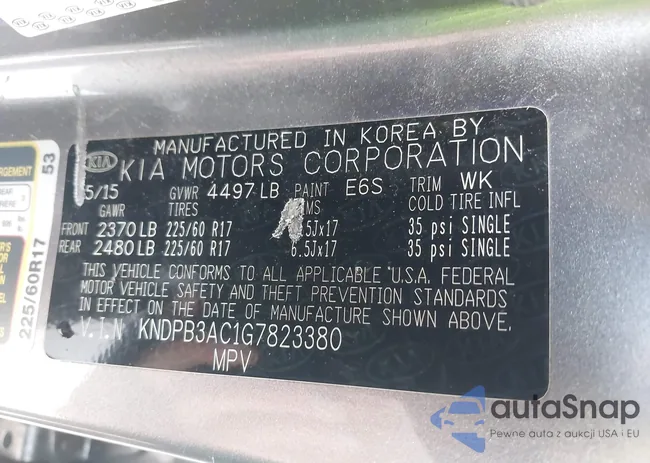 MANUFACTURED IN KOREA BY
KIA KIA MOTORS CORPORATION
5/15 GVWR 4497 LB PAINT E6S TRIM WK
GAWR TIRES MS COLD TIRE INFL
FRONT 2370 LB 225/60 R17 5Jx17 35 psi SINGLE
REAR 2480 LB 225/60 R17 6.5Jx17 35 psi SINGLE
THIS VEHICLE CONFORMS TO ALL APPLICABLE U.S.A. FEDERAL
MOTOR VEHICLE SAFETY AND THEFT PREVENTION STANDARDS
IN EFFECT ON THE DATE OF MANUFACTURE SHOWN ABOVE.
V.I.N KNDPB3AC1G7823380
MPV
53
225/60R17
autaSnap
Pewne auta z aukcji USA i EU